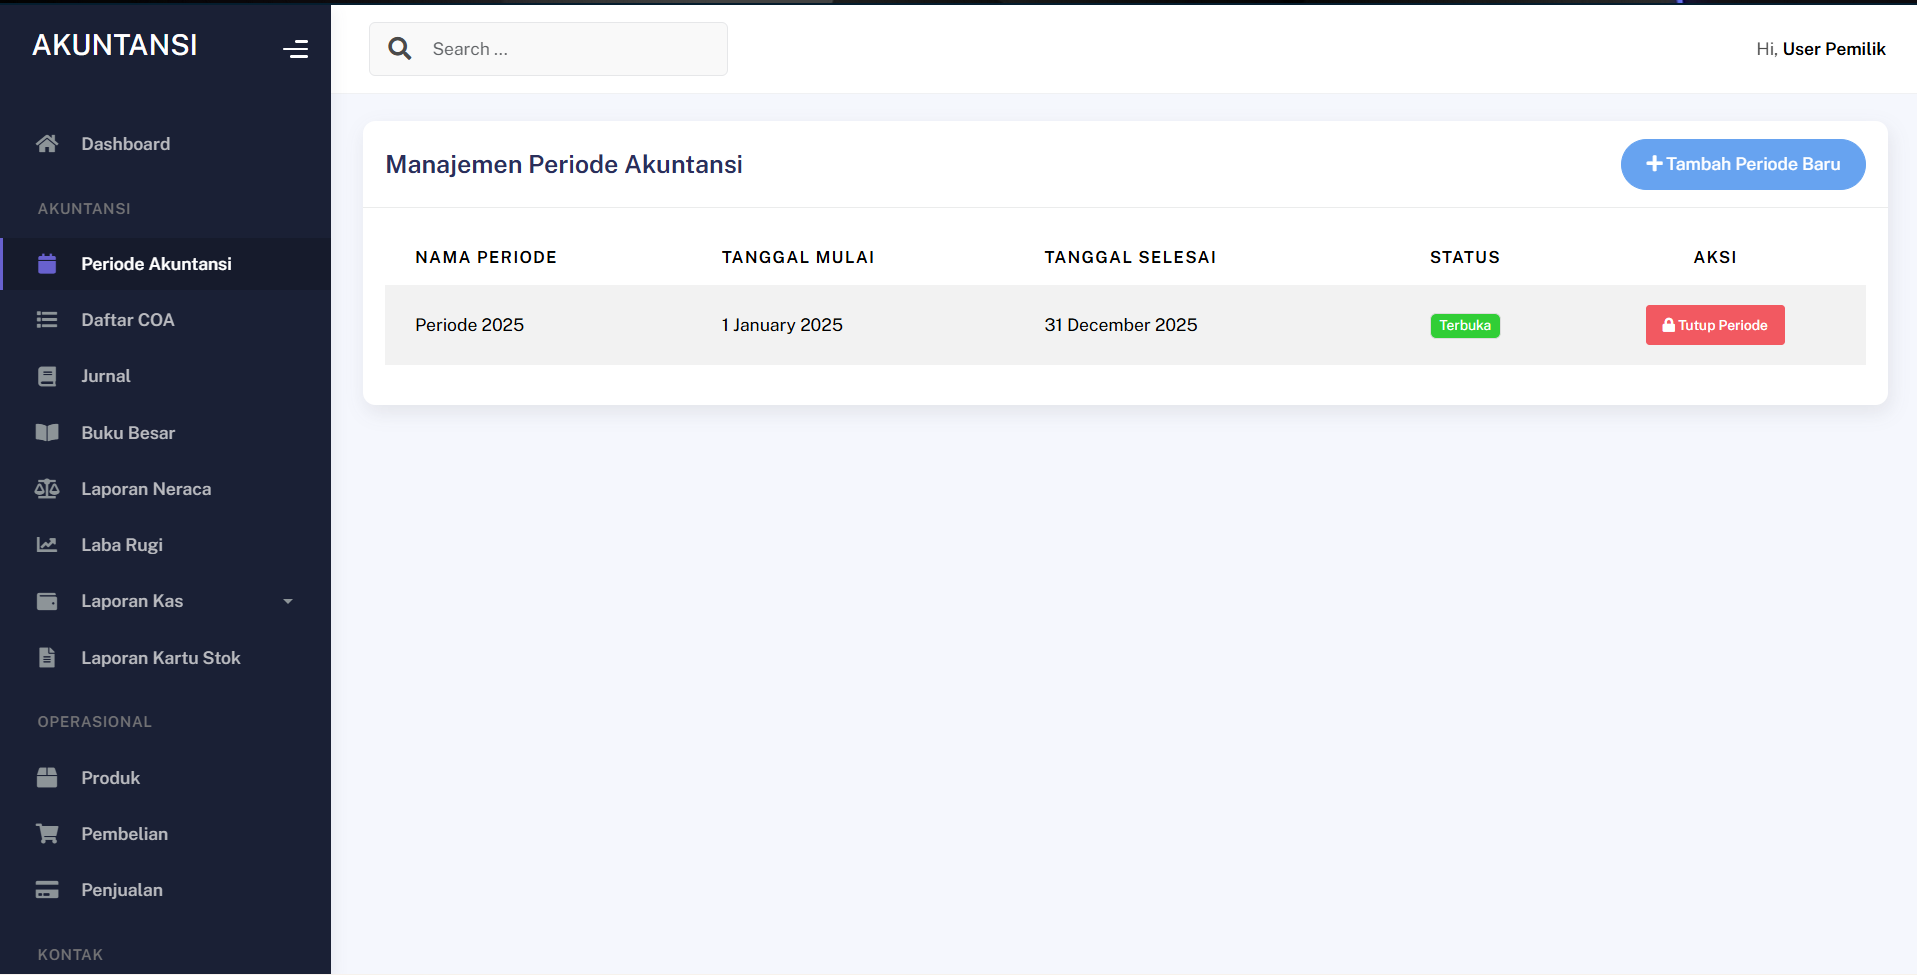 AKUNTANSI
Search ...
Hi, User Pemilik
Dashboard
AKUNTANSI
Periode Akuntansi
Daftar COA
Jurnal
Buku Besar
Laporan Neraca
Laba Rugi
Laporan Kas
Laporan Kartu Stok
OPERASIONAL
Produk
Pembelian
Penjualan
KONTAK
Manajemen Periode Akuntansi
Tambah Periode Baru
NAMA PERIODE TANGGAL MULAI TANGGAL SELESAI STATUS AKSI
Periode 2025 1 January 2025 31 December 2025 Terbuka Tutup Periode